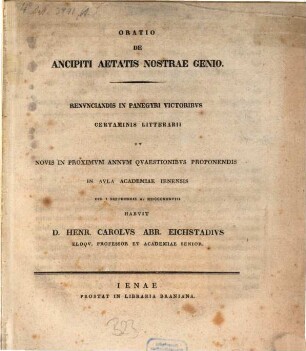 ORATIO
DE
ANCIPITI AETATIS NOSTRAE GENIO.
RENVNCIANDIS IN PANEGYRI VICTORIBVS
CERTAMINIS LITTERARII
ET
NOVIS IN PROXIMVM ANNVM QVAESTIONIBVS PROPONENDIS
IN AVLA ACADEMIAE IENENSIS
HABVIT
D. HENR. CAROLVS ABR. EICHSTADIVS
ELOQV. PROFESSOR ET ACADEMIAE SENIOR.
IENAE
PROSTAT IN LIBRARIA BRANIANA.